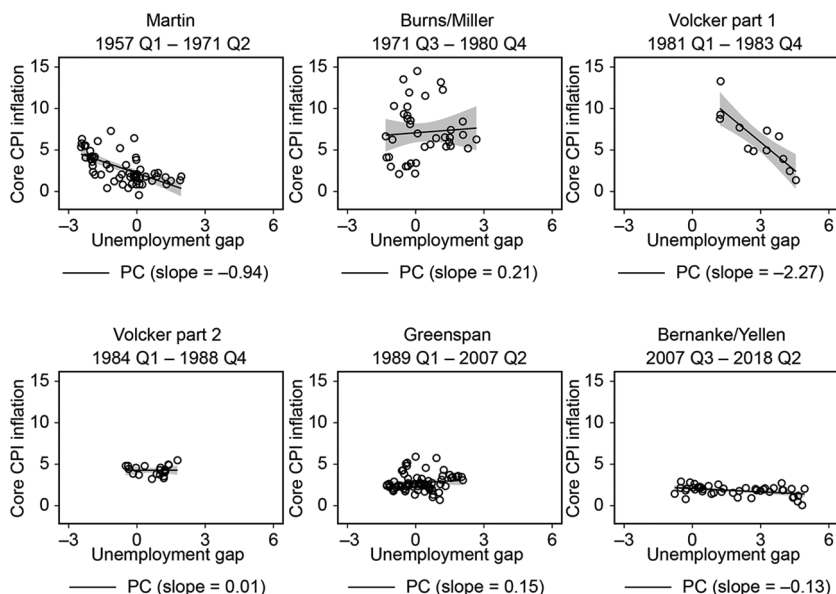 Martin
1957 Q1 – 1971 Q2
Core CPI inflation
15
10
5
0
–3 0 3 6
Unemployment gap
PC (slope = –0.94)
Burns/Miller
1971 Q3 – 1980 Q4
Core CPI inflation
15
10
5
0
–3 0 3 6
Unemployment gap
PC (slope = 0.21)
Volcker part 1
1981 Q1 – 1983 Q4
Core CPI inflation
15
10
5
0
–3 0 3 6
Unemployment gap
PC (slope = –2.27)
Volcker part 2
1984 Q1 – 1988 Q4
Core CPI inflation
15
10
5
0
–3 0 3 6
Unemployment gap
PC (slope = 0.01)
Greenspan
1989 Q1 – 2007 Q2
Core CPI inflation
15
10
5
0
–3 0 3 6
Unemployment gap
PC (slope = 0.15)
Bernanke/Yellen
2007 Q3 – 2018 Q2
Core CPI inflation
15
10
5
0
–3 0 3 6
Unemployment gap
PC (slope = –0.13)